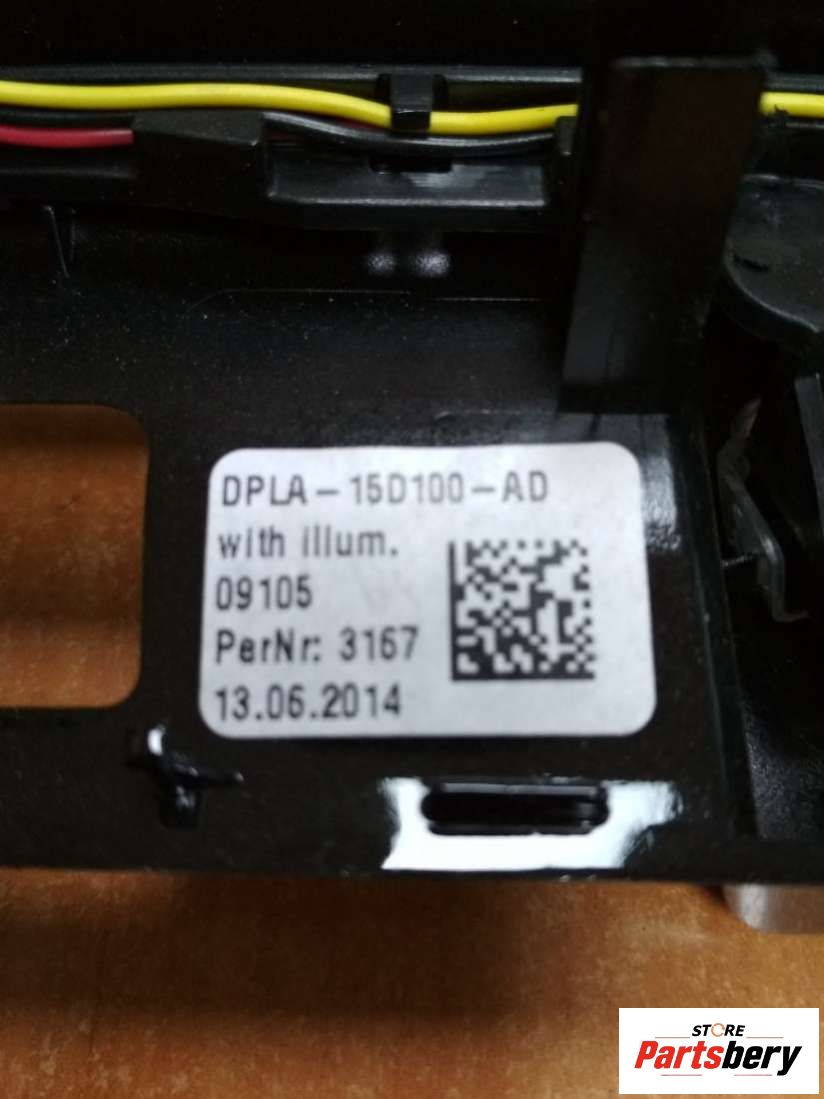 DPLA-15D100-AD
with illum.
09105
PerNr: 3167
13.06.2014
STORE
Partsbery